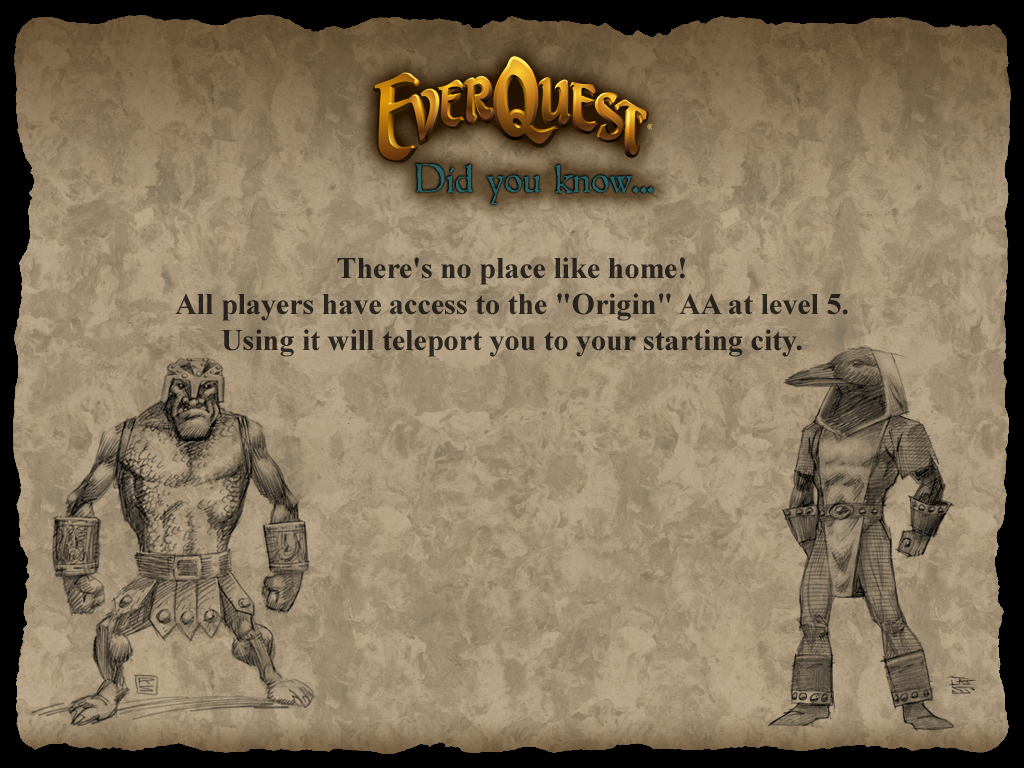 EVERQUEST
Did you know...
There's no place like home!
All players have access to the "Origin" AA at level 5.
Using it will teleport you to your starting city.